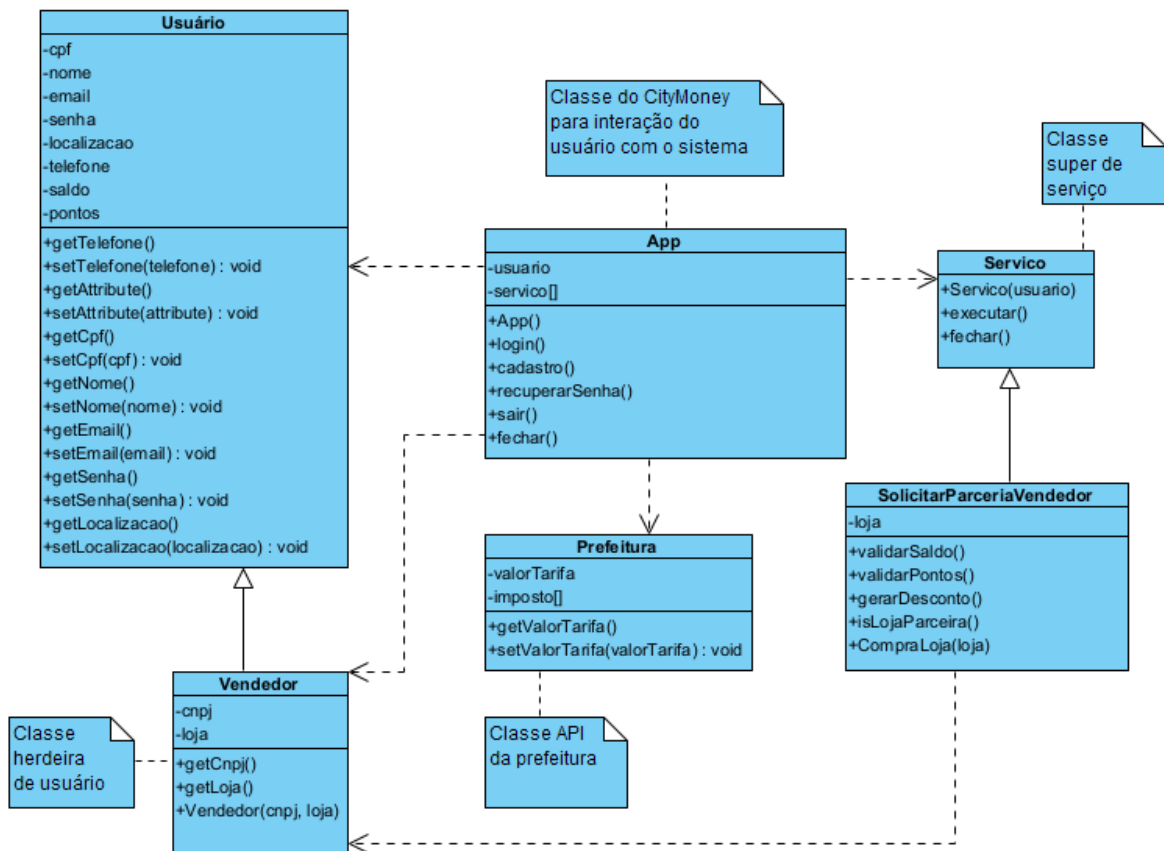 Usuário
-cpf
-nome
-email
-senha
-localizacao
-telefone
-saldo
-pontos
+getTelefone()
+setTelefone(telefone) : void
+getAttribute()
+setAttribute(attribute) : void
+getCpf()
+setCpf(cpf) : void
+getNome()
+setNome(nome) : void
+getEmail()
+setEmail(email) : void
+getSenha()
+setSenha(senha) : void
+getLocalizacao()
+setLocalizacao(localizacao) : void
Classe do CityMoney
para interação do
usuário com o sistema
Classe
super de
serviço
App
-usuario
-servico[]
+App()
+login()
+cadastro()
+recuperarSenha()
+sair()
+fechar()
Servico
+Servico(usuario)
+executar()
+fechar()
SolicitarParceriaVendedor
-loja
+validarSaldo()
+validarPontos()
+gerarDesconto()
+isLojaParceira()
+CompraLoja(loja)
Prefeitura
-valorTarifa
-imposto[]
+getValorTarifa()
+setValorTarifa(valorTarifa) : void
Vendedor
-cnpj
-loja
+getCnpj()
+getLoja()
+Vendedor(cnpj, loja)
Classe
herdeira
de usuário
Classe API
da prefeitura